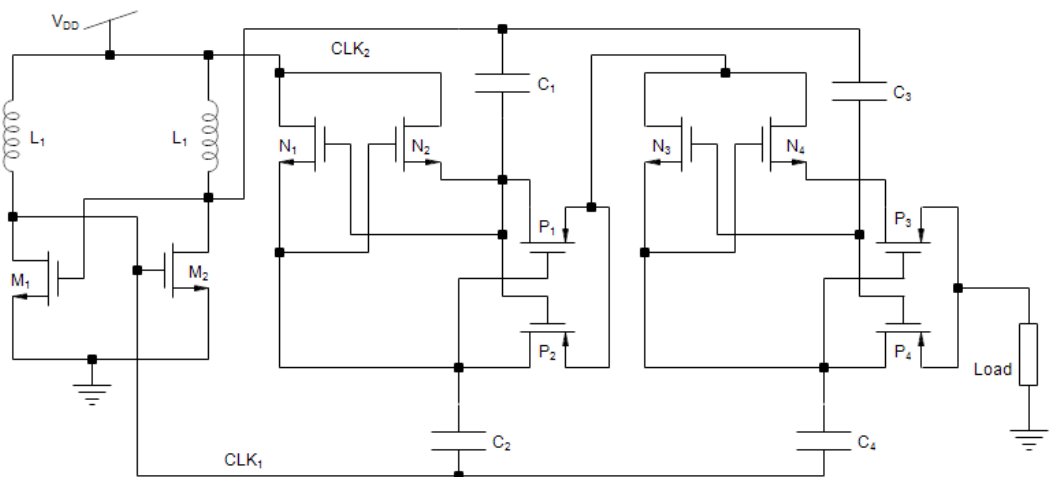 V_DD
CLK₂
C₁
C₃
L₁
L₁
N₁
N₂
N₃
N₄
P₁
P₃
M₁
M₂
P₂
P₄
Load
C₂
C₄
CLK₁